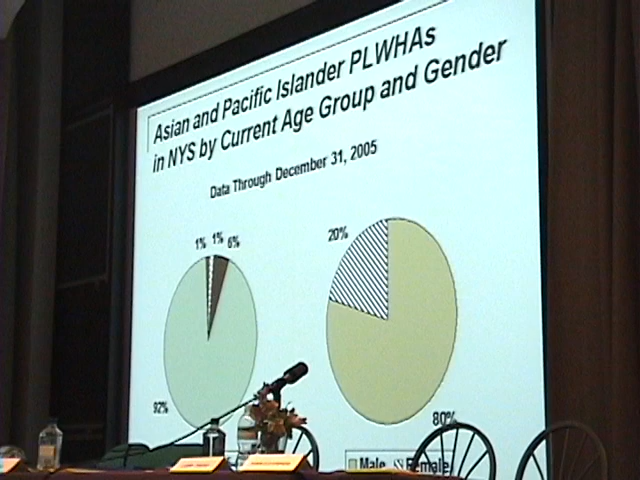 Asian and Pacific Islander PLWHAs
in NYS by Current Age Group and Gender
Data Through December 31, 2005
1% 1% 6%
20%
92%
80%
Male Female